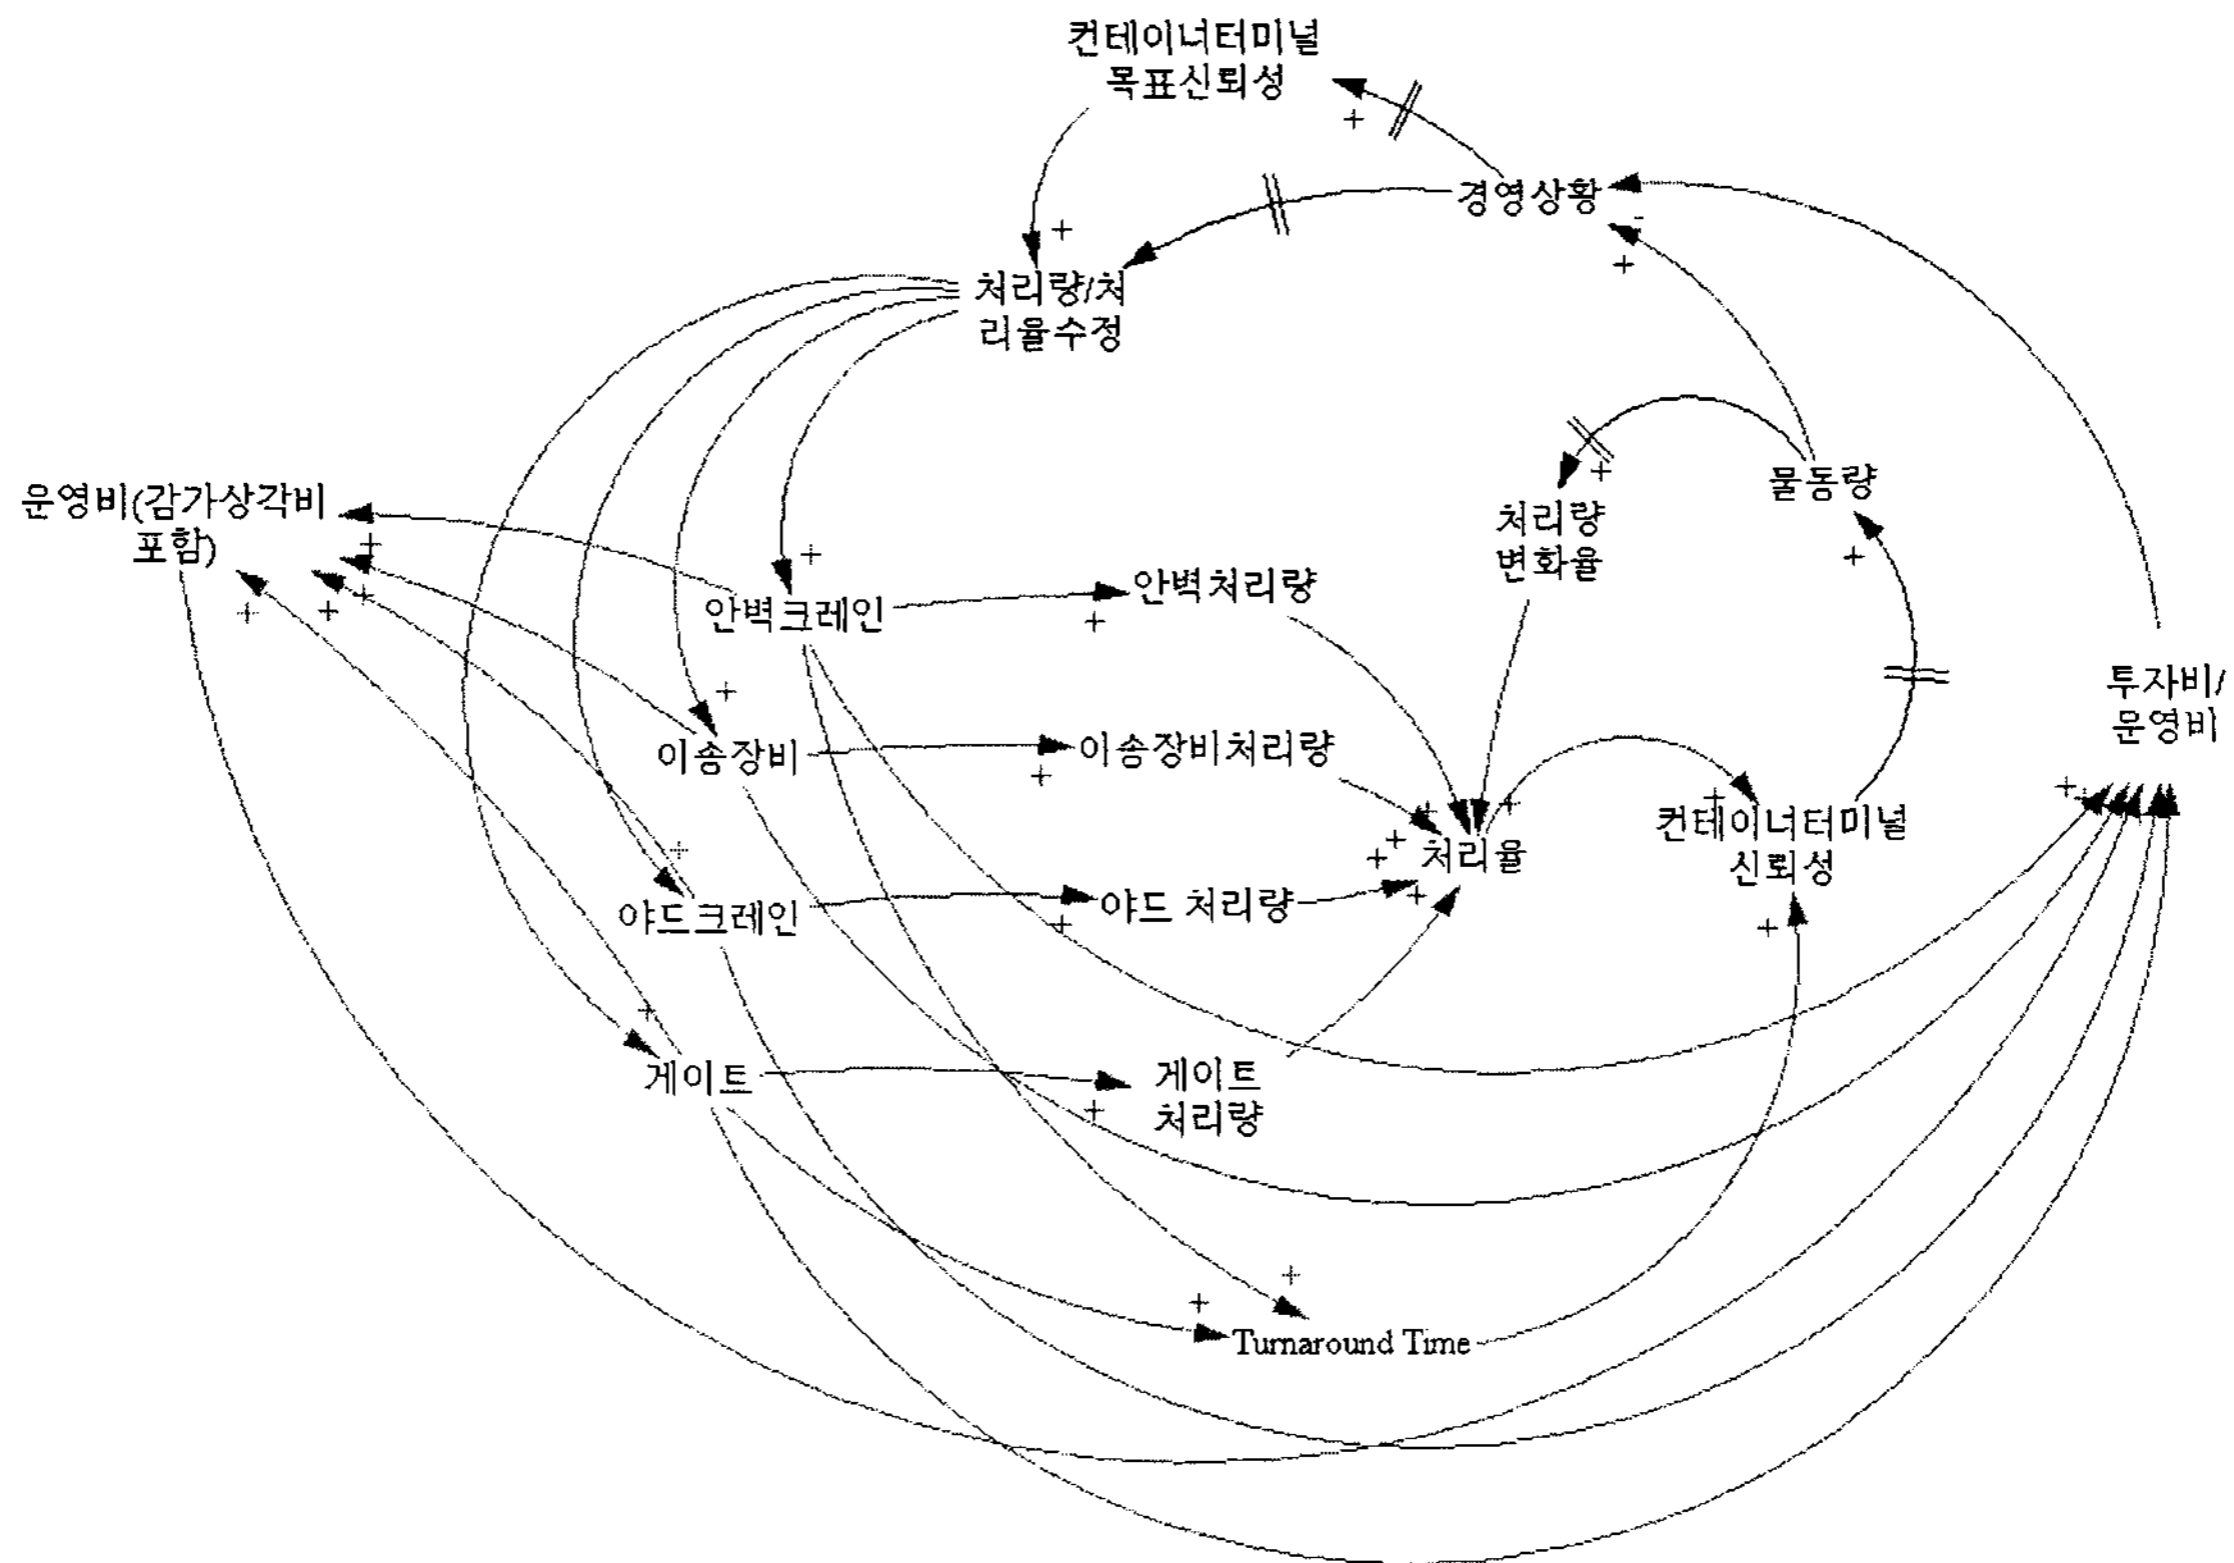 컨테이너터미널
목표신뢰성
+
경영상황
-
+
+
처리량/처
리율수정
물동량
+
+
처리량
변화율
운영비(감가상각비
포함)
+
+
+
+
+
안벽크레인
+
안벽처리량
+
이송장비
+
이송장비처리량
투자비/
운영비
+
+
+
+
+
+
+
처리율
+
컨테이너터미널
신뢰성
+
+
야드크레인
+
야드 처리량
+
게이트
+
게이트
처리량
+
+
Turnaround Time